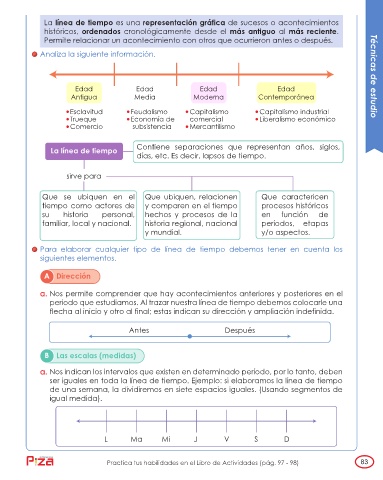 La línea de tiempo es una representación gráfica de sucesos o acontecimientos
históricos, ordenados cronológicamente desde el más antiguo al más reciente.
Permite relacionar un acontecimiento con otros que ocurrieron antes o después.
Técnicas de estudio
Analiza la siguiente información.
Edad Antigua
Edad Media
Edad Moderna
Edad Contemporánea
• Esclavitud
• Trueque
• Comercio
• Feudalismo
• Economía de
subsistencia
• Capitalismo
comercial
• Mercantilismo
• Capitalismo industrial
• Liberalismo económico
La línea de tiempo
Contiene separaciones que representan años, siglos,
días, etc. Es decir, lapsos de tiempo.
sirve para
Que se ubiquen en el
tiempo como actores de
su historia personal,
familiar, local y nacional.
Que ubiquen, relacionen
y comparen en el tiempo
hechos y procesos de la
historia regional, nacional
y mundial.
Que caractericen
procesos históricos
en función de
períodos, etapas
y/o aspectos.
Para elaborar cualquier tipo de línea de tiempo debemos tener en cuenta los
siguientes elementos.
A Dirección
a. Nos permite comprender que hay acontecimientos anteriores y posteriores en el
período que estudiamos. Al trazar nuestra línea de tiempo debemos colocarle una
flecha al inicio y otro al final; estas indican su dirección y ampliación indefinida.
Antes Después
B Las escalas (medidas)
a. Nos indican los intervalos que existen en determinado período, por lo tanto, deben
ser iguales en toda la línea de tiempo. Ejemplo: si elaboramos la línea de tiempo
de una semana, la dividiremos en siete espacios iguales. (Usando segmentos de
igual medida).
L Ma Mi J V S D
Practica tus habilidades en el Libro de Actividades (pág. 97 - 98)
83